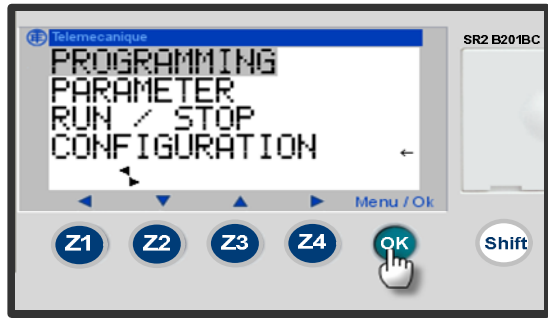 Telemecanique
SR2 B201BC
PROGRAMMING
PARAMETER
RUN / STOP
CONFIGURATION ←
◀ ▼ ▲ ▶ Menu / Ok
Z1 Z2 Z3 Z4 OK Shift